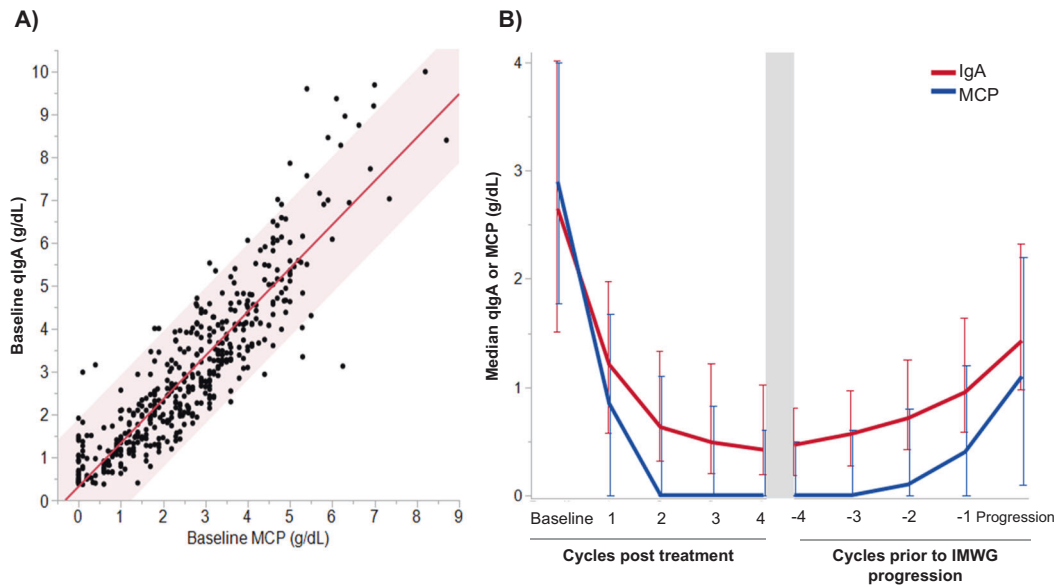 A)
Baseline qIgA (g/dL)
10
9
8
7
6
5
4
3
2
1
0
0 1 2 3 4 5 6 7 8 9
Baseline MCP (g/dL)
B)
Median qIgA or MCP (g/dL)
4
3
2
1
0
IgA
MCP
Baseline 1 2 3 4 -4 -3 -2 -1 Progression
Cycles post treatment
Cycles prior to IMWG
progression